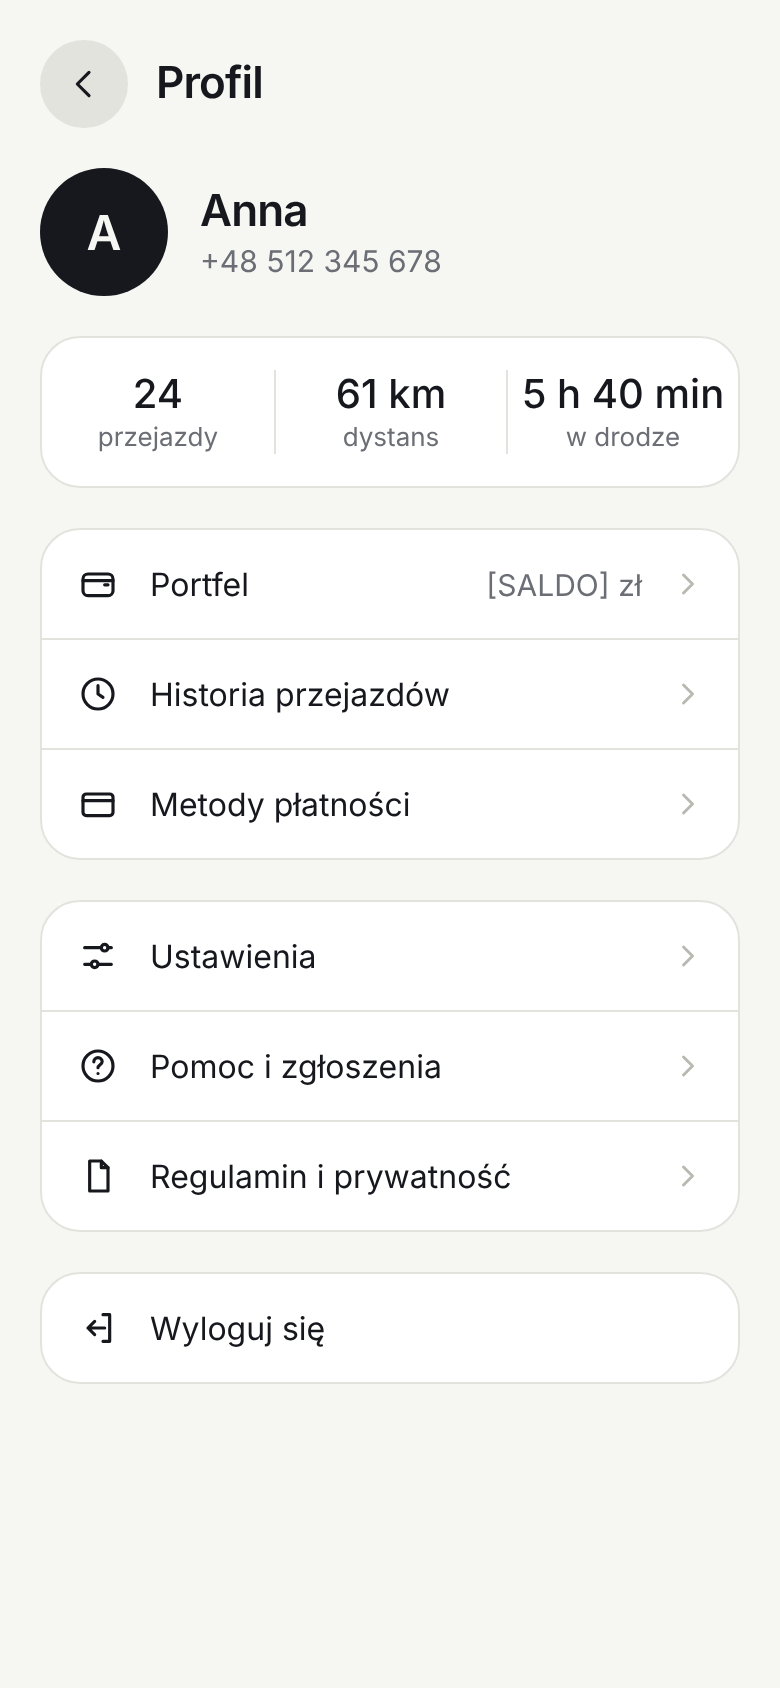 Profil
A
Anna
+48 512 345 678
24
przejazdy
61 km
dystans
5 h 40 min
w drodze
Portfel [SALDO] zł
Historia przejazdów
Metody płatności
Ustawienia
Pomoc i zgłoszenia
Regulamin i prywatność
Wyloguj się